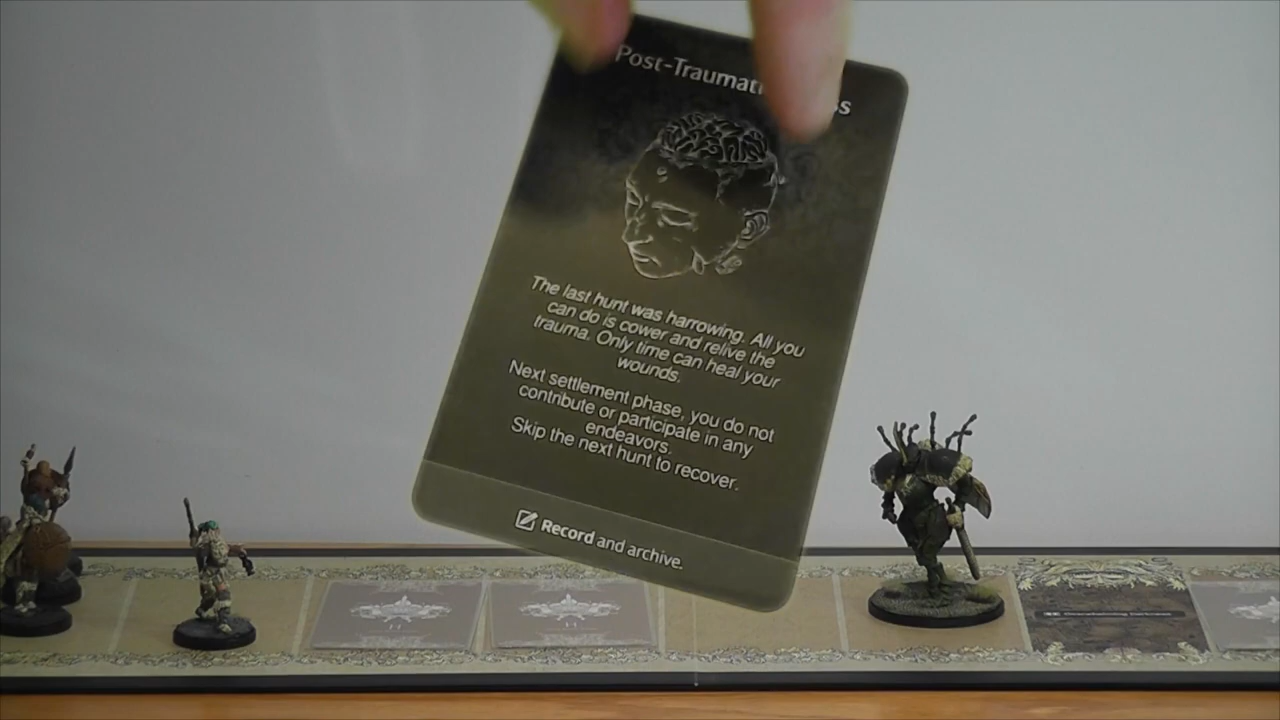 Post-Traumati ss
The last hunt was harrowing. All you
can do is cower and relive the
trauma. Only time can heal your
wounds.
Next settlement phase, you do not
contribute or participate in any
endeavors.
Skip the next hunt to recover.
Record and archive.